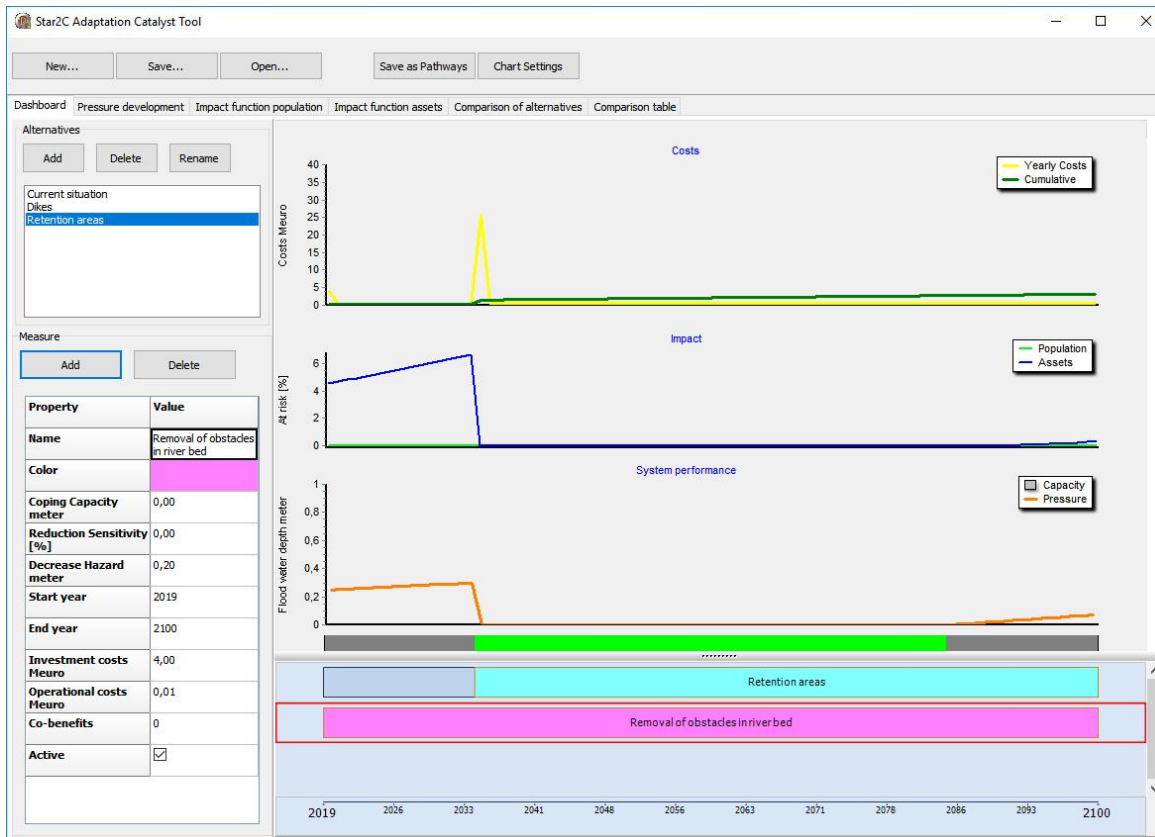 Star2C Adaptation Catalyst Tool
New...
Save...
Open...
Save as Pathways
Chart Settings
Dashboard
Pressure development
Impact function population
Impact function assets
Comparison of alternatives
Comparison table
Alternatives
Add
Delete
Rename
Current situation
Dikes
Retention areas
Measure
Add
Delete
Property
Value
Name
Removal of obstacles
in river bed
Color
Coping Capacity
meter
0,00
Reduction Sensitivity
[%]
0,00
Decrease Hazard
meter
0,20
Start year
2019
End year
2100
Investment costs
Meuro
4,00
Operational costs
Meuro
0,01
Co-benefits
0
Active
Costs
Costs Meuro
40
35
30
25
20
15
10
5
0
Yearly Costs
Cumulative
Impact
At risk [%]
6
4
2
0
Population
Assets
System performance
Flood water depth meter
1
0,8
0,6
0,4
0,2
0
Capacity
Pressure
Retention areas
Removal of obstacles in river bed
2019
2026
2033
2041
2048
2056
2063
2071
2078
2086
2093
2100